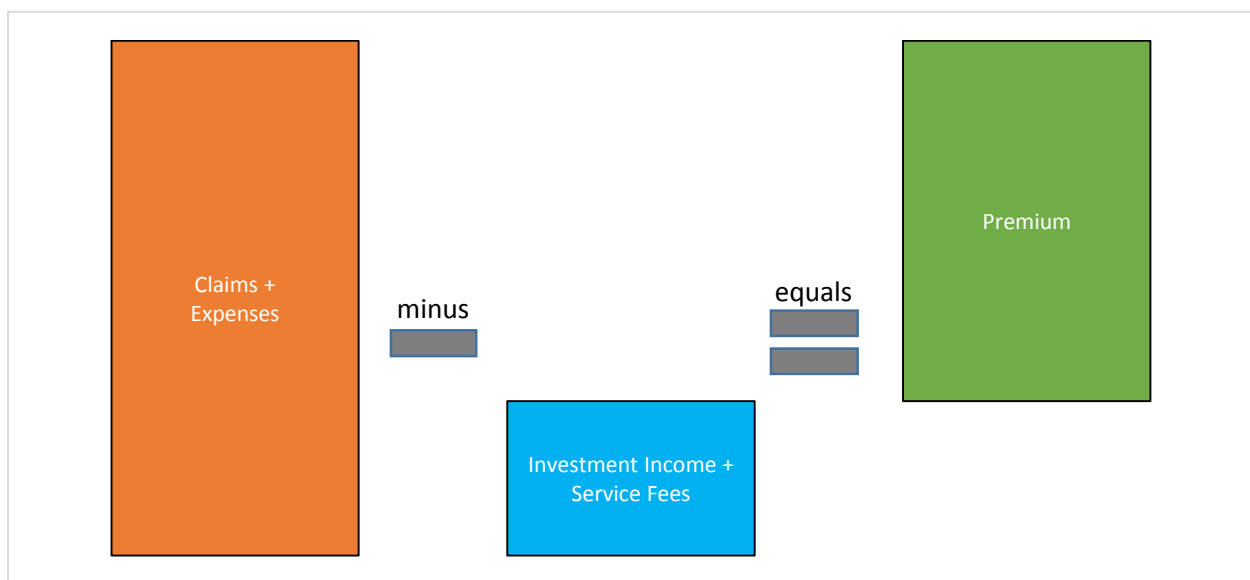 Claims +
Expenses
minus
Investment Income +
Service Fees
equals
Premium